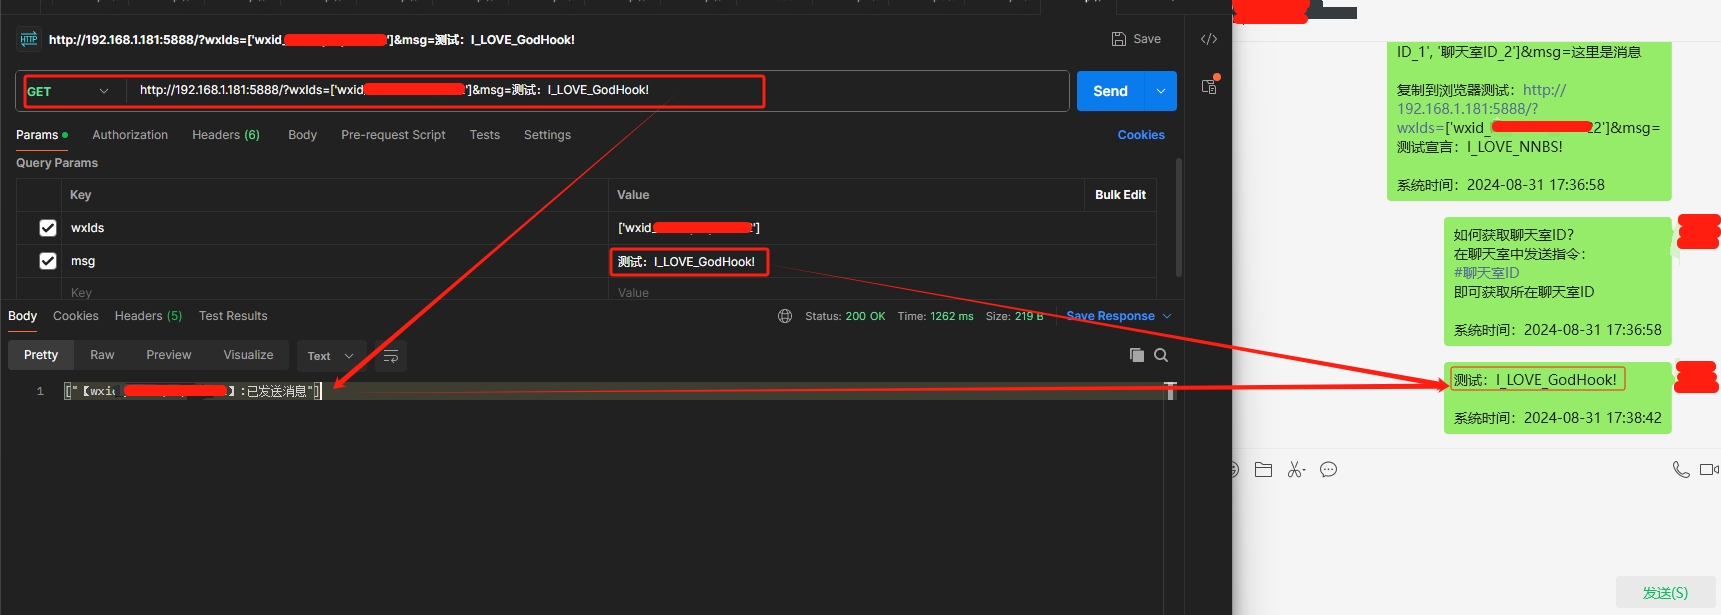 http://192.168.1.181:5888/?wxIds=['wxid_ ']&msg=测试：I_LOVE_GodHook!
Save
GET
http://192.168.1.181:5888/?wxIds=['wxid_ ']&msg=测试：I_LOVE_GodHook!
Send
Params
Authorization
Headers (6)
Body
Pre-request Script
Tests
Settings
Cookies
Query Params
Key
Value
Bulk Edit
wxIds
['wxid_ ']
msg
测试：I_LOVE_GodHook!
Key
Value
Body
Cookies
Headers (5)
Test Results
Status: 200 OK
Time: 1262 ms
Size: 219 B
Save Response
Pretty
Raw
Preview
Visualize
Text
1
["【wxi 】:已发送消息"]
ID_1', '聊天室ID_2']&msg=这里是消息
复制到浏览器测试：http://
192.168.1.181:5888/?
wxIds=['wxid_ 2']&msg=
测试宣言：I_LOVE_NNBS!
系统时间：2024-08-31 17:36:58
如何获取聊天室ID?
在聊天室中发送指令：
#聊天室ID
即可获取所在聊天室ID
系统时间：2024-08-31 17:36:58
测试：I_LOVE_GodHook!
系统时间：2024-08-31 17:38:42
发送(S)